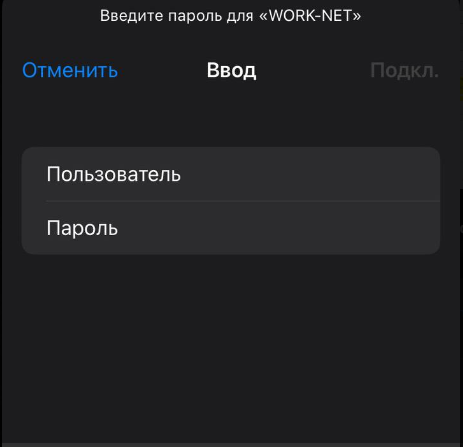 Введите пароль для «WORK-NET»
Отменить Ввод Подкл.
Пользователь
Пароль